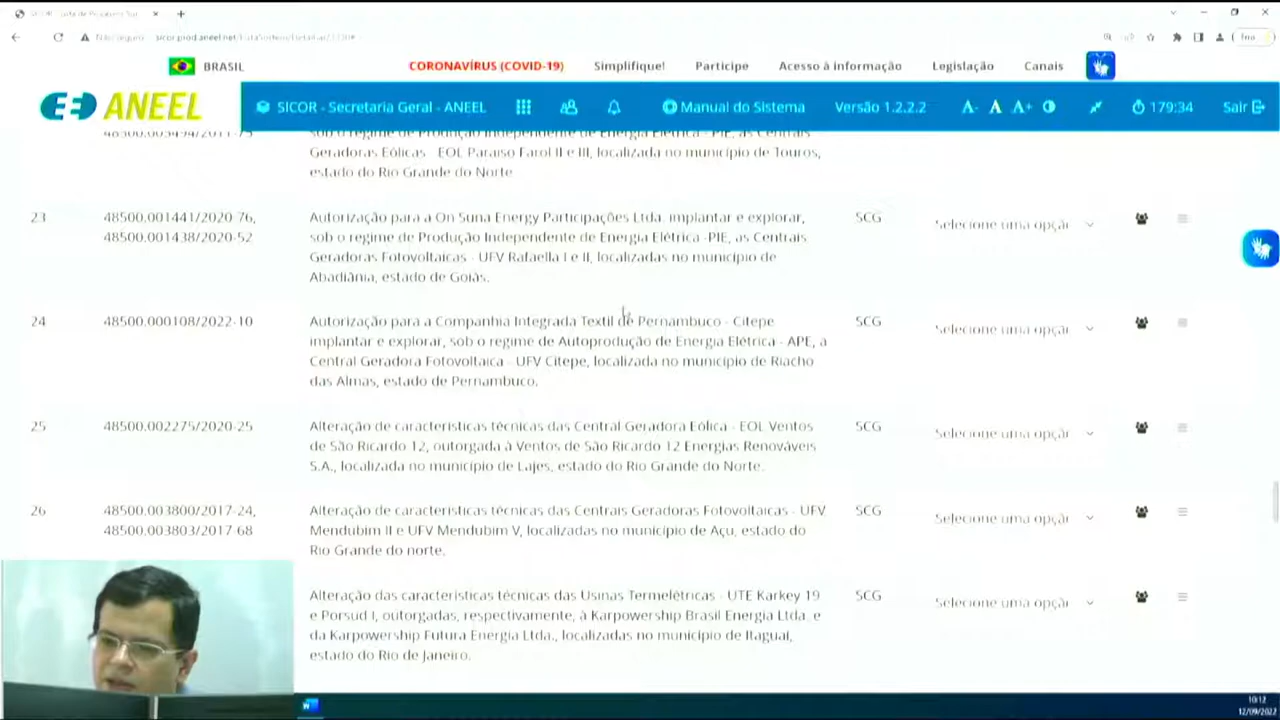 BRASIL
CORONAVÍRUS (COVID-19)
Simplifique!
Participe
Acesso à informação
Legislação
Canais
ANEEL
SICOR - Secretaria Geral - ANEEL
Manual do Sistema
Versão 1.2.2.2
A-
A
A+
179:34
Sair
sob o regime de Produção Independente de Energia Elétrica -PIE, as Centrais
Geradoras Eólicas - EOL Paraiso Farol II e III, localizada no município de Touros,
estado do Rio Grande do Norte
23
48500.001441/2020-76,
48500.001438/2020-52
Autorização para a On Suna Energy Participações Ltda. implantar e explorar,
sob o regime de Produção Independente de Energia Elétrica -PIE, as Centrais
Geradoras Fotovoltaicas - UFV Rafaella I e II, localizadas no município de
Abadiânia, estado de Goiás.
SCG
Selecione uma opçã
24
48500.000108/2022-10
Autorização para a Companhia Integrada Textil de Pernambuco - Citepe
implantar e explorar, sob o regime de Autoprodução de Energia Elétrica - APE, a
Central Geradora Fotovoltaica - UFV Citepe, localizada no município de Riacho
das Almas, estado de Pernambuco.
SCG
Selecione uma opçã
25
48500.002275/2020-25
Alteração de características técnicas das Central Geradora Eólica - EOL Ventos
de São Ricardo 12, outorgada à Ventos de São Ricardo 12 Energias Renováveis
S.A., localizada no município de Lajes, estado do Rio Grande do Norte.
SCG
Selecione uma opçã
26
48500.003800/2017-24,
48500.003803/2017-68
Alteração de características técnicas das Centrais Geradoras Fotovoltaicas - UFV
Mendubim II e UFV Mendubim V, localizadas no município de Açu, estado do
Rio Grande do norte.
SCG
Selecione uma opçã
Alteração das características técnicas das Usinas Termelétricas - UTE Karkey 19
e Porsud I, outorgadas, respectivamente, à Karpowership Brasil Energia Ltda. e
da Karpowership Futura Energia Ltda., localizadas no município de Itaguaí,
estado do Rio de Janeiro.
SCG
Selecione uma opçã
10:12
12/09/2022